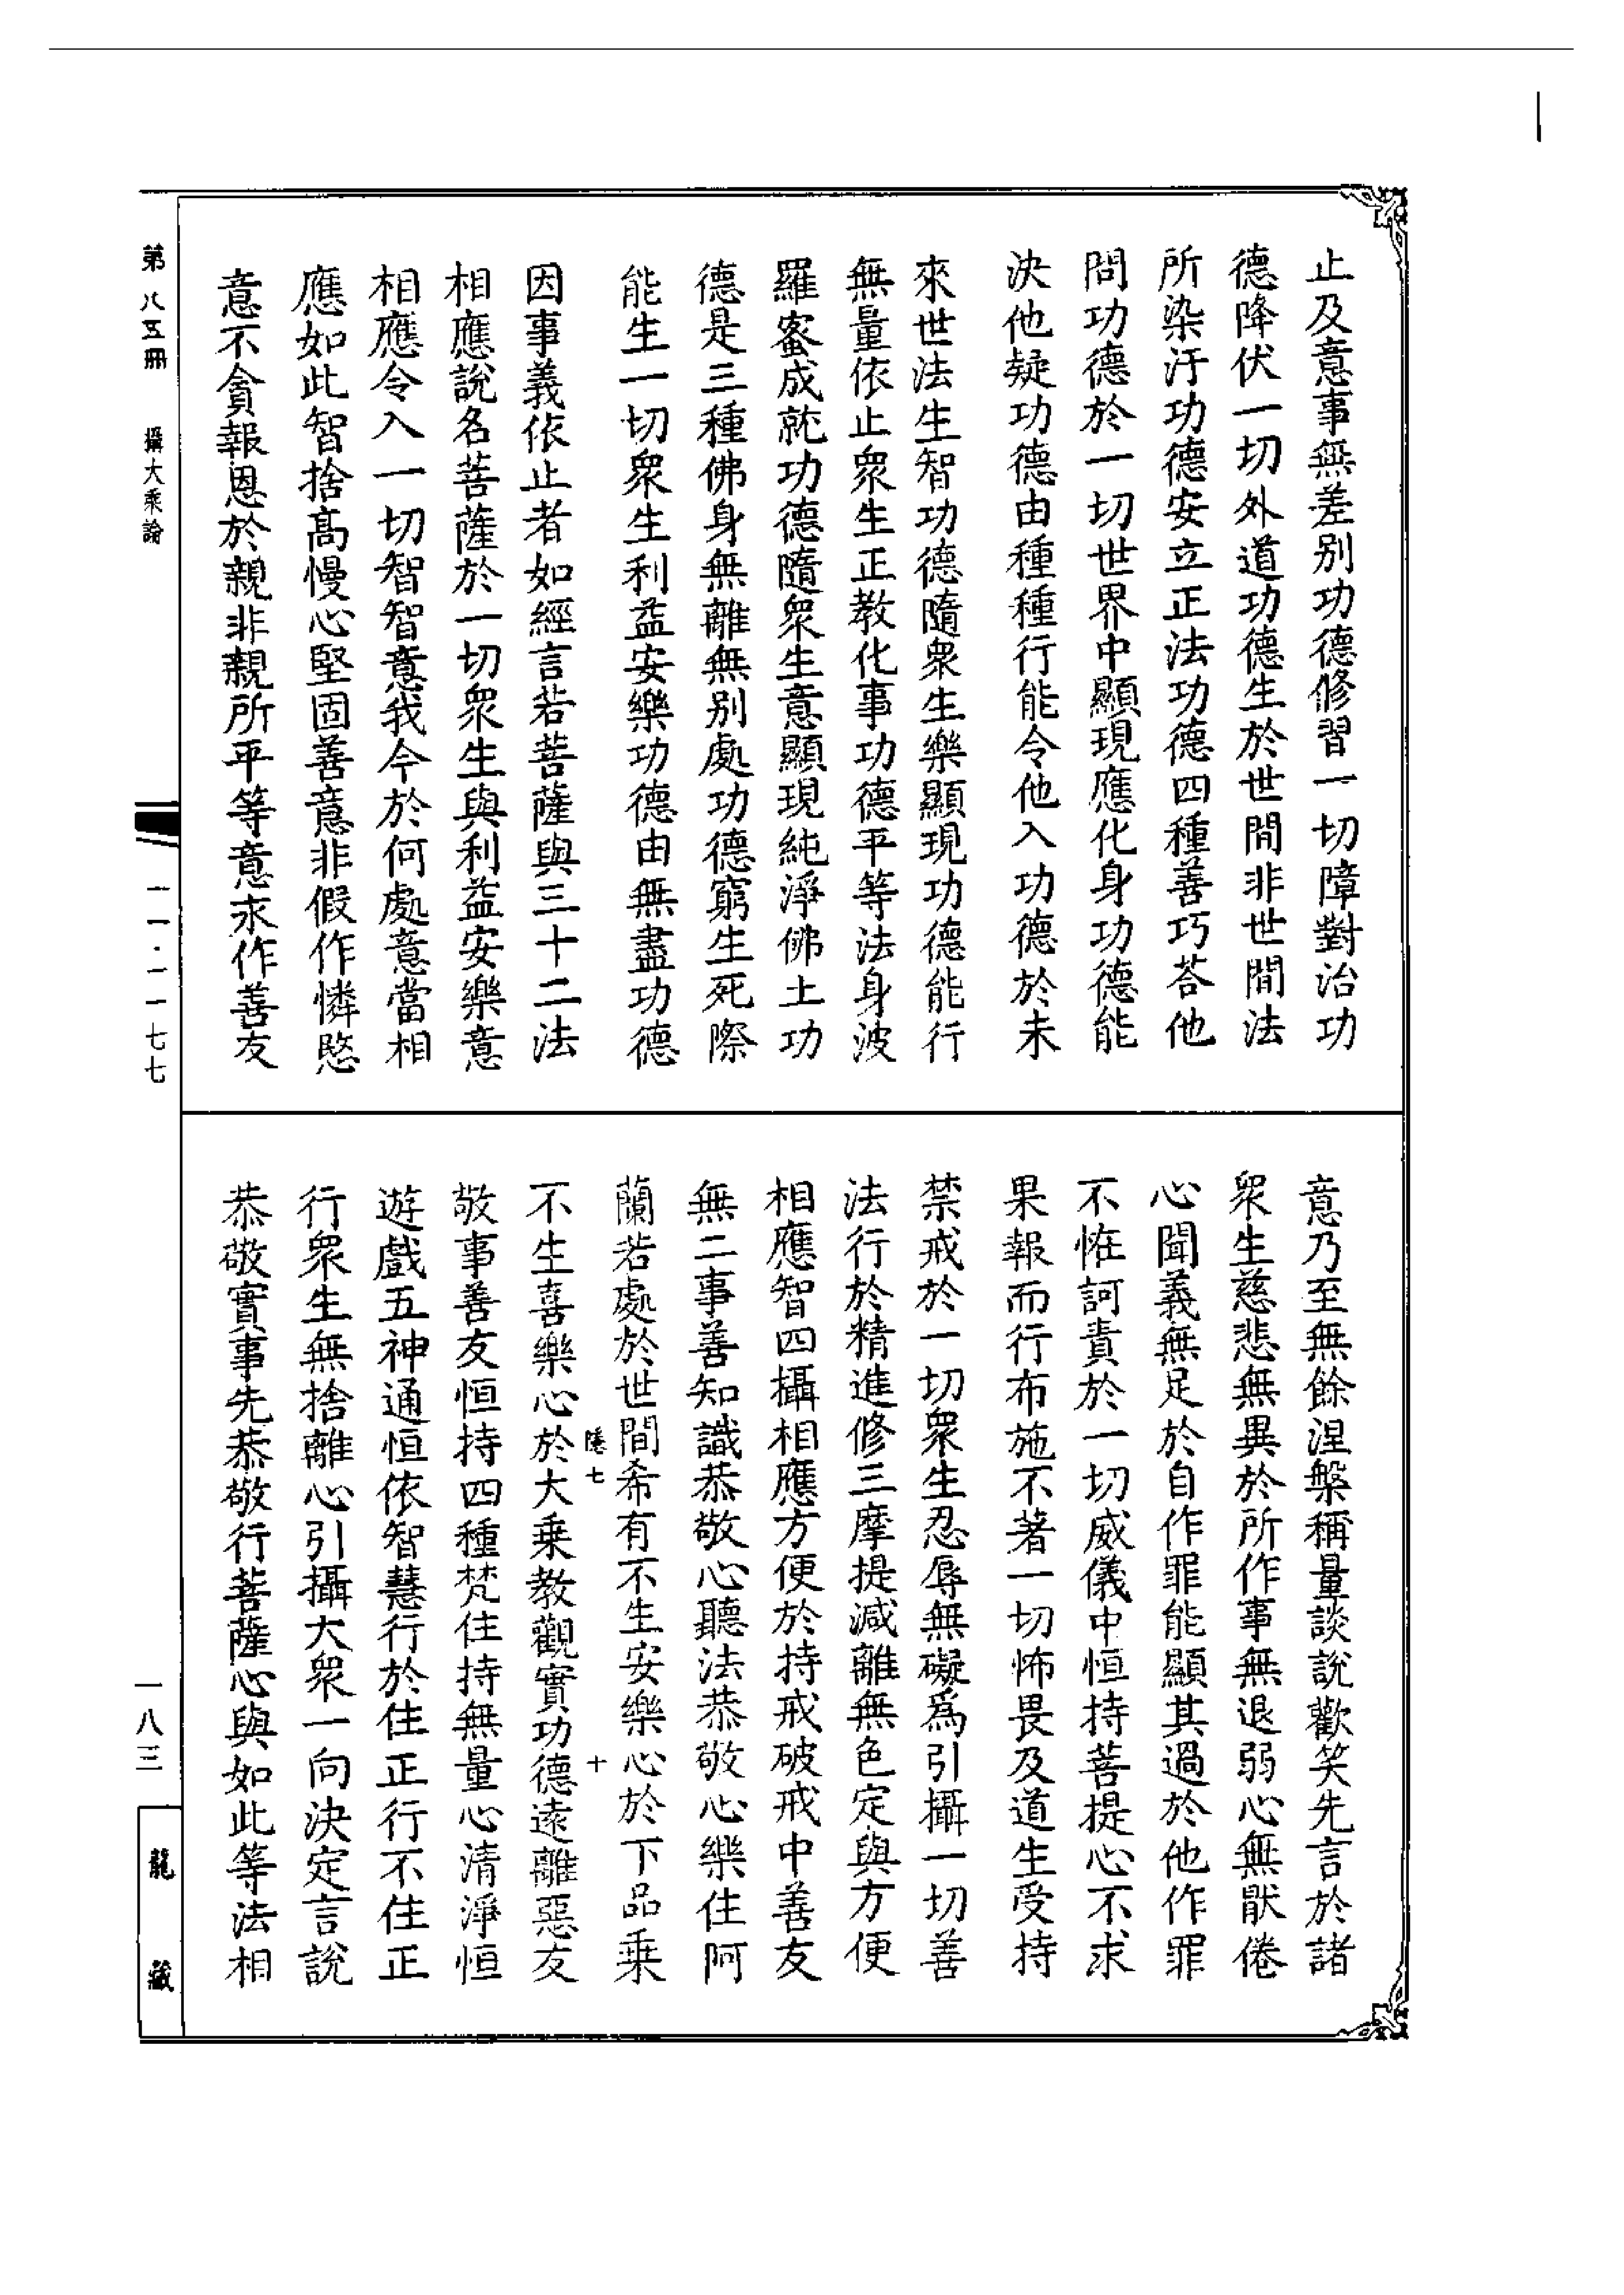 止及意事無差別功德修習一切障對治功
德降伏一切外道功德生於世間非世間法
所染汙功德安立正法功德四種善巧荅他
問功德於一切世界中顯現應化身功德能
決他疑功德由種種行能令他入功德於未
來世法生智功德隨衆生樂顯現功德能行
無量依止衆生正教化事功德平等法身波
羅蜜成就功德隨衆生意顯現純淨佛土功
德是三種佛身無離無別處功德窮生死際
能生一切衆生利益安樂功德由無盡功德
因事義依止者如經言若菩薩與三十二法
相應說名菩薩於一切衆生與利益安樂意
相應令入一切智智意我今於何處意當相
應如此智捨高慢心堅固善意非假作憐愍
意不貪報恩於親非親所平等意求作善友
意乃至無餘涅槃稱量談說歡笑先言於諸
衆生慈悲無異於所作事無退弱心無猒倦
心聞義無足於自作罪能顯其過於他作罪
不恠訶責於一切威儀中恒持菩提心不求
果報而行布施不著一切怖畏及道生受持
禁戒於一切衆生忍辱無礙爲引攝一切善
法行於精進修三摩提減離無色定與方便
相應智四攝相應方便於持戒破戒中善友
無二事善知識恭敬心聽法恭敬心樂住阿
蘭若處於世間希有不生安樂心於下品乗
隱七 十
不生喜樂心於大乗教觀實功德遠離惡友
敬事善友恒持四種梵住持無量心清淨恒
遊戲五神通恒依智慧行於住正行不住正
行衆生無捨離心引攝大衆一向決定言說
恭敬實事先恭敬行菩薩心與如此等法相
第八五冊 攝大乗論
一一·一一七七
一八三
龍藏